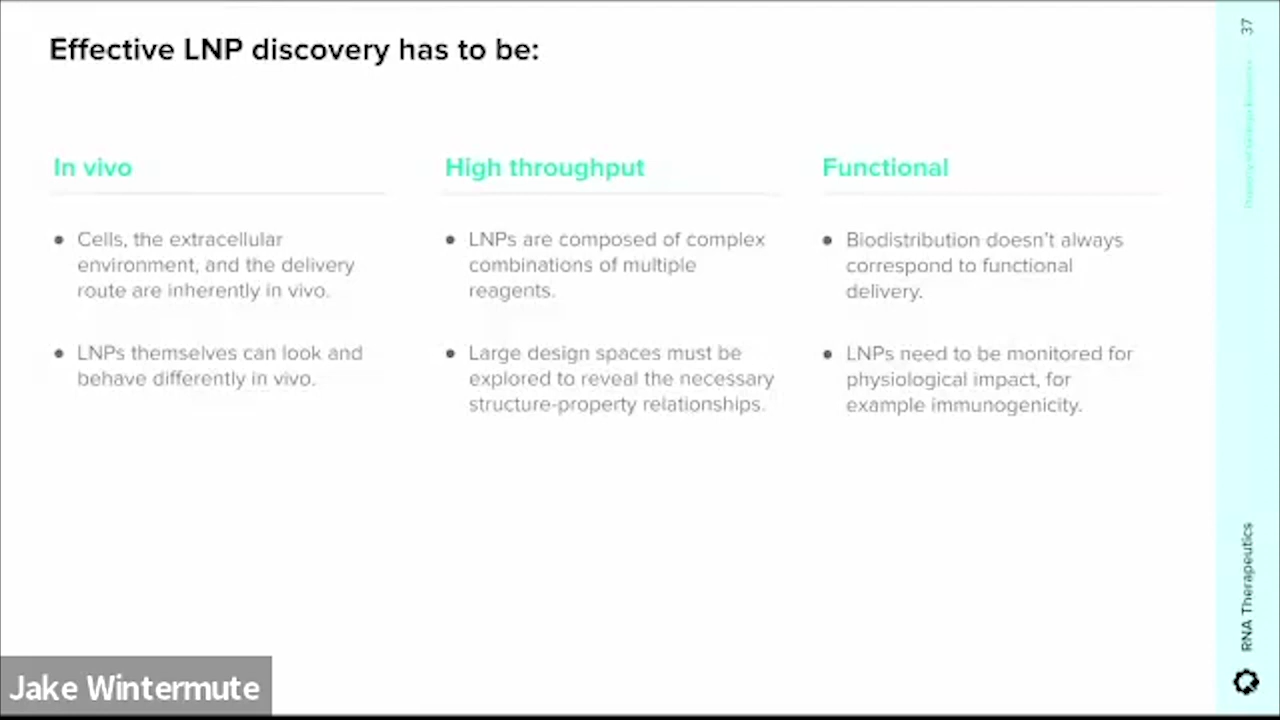 Effective LNP discovery has to be:
In vivo
Cells, the extracellular
environment, and the delivery
route are inherently in vivo.
LNPs themselves can look and
behave differently in vivo.
High throughput
LNPs are composed of complex
combinations of multiple
reagents.
Large design spaces must be
explored to reveal the necessary
structure-property relationships.
Functional
Biodistribution doesn't always
correspond to functional
delivery.
LNPs need to be monitored for
physiological impact, for
example immunogenicity.
37
RNA Therapeutics
Jake Wintermute